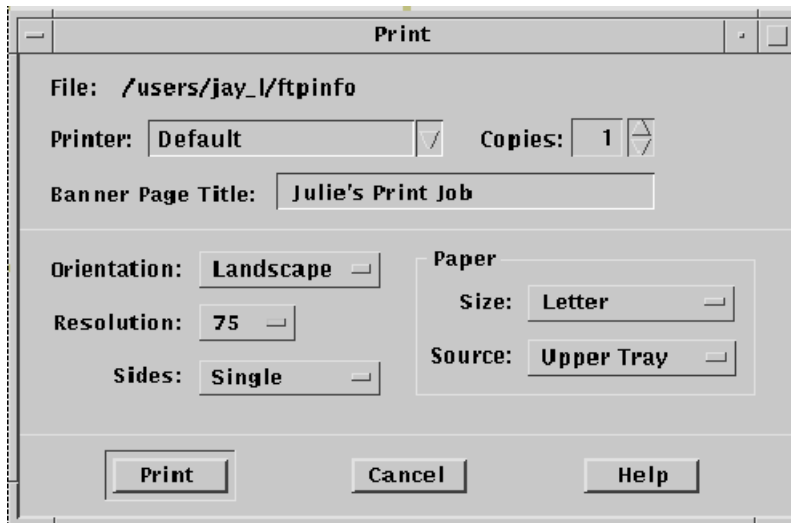 Print
File: /users/jay_l/ftpinfo
Printer: Default Copies: 1
Banner Page Title: Julie's Print Job
Orientation: Landscape
Resolution: 75
Sides: Single
Paper
Size: Letter
Source: Upper Tray
Print Cancel Help